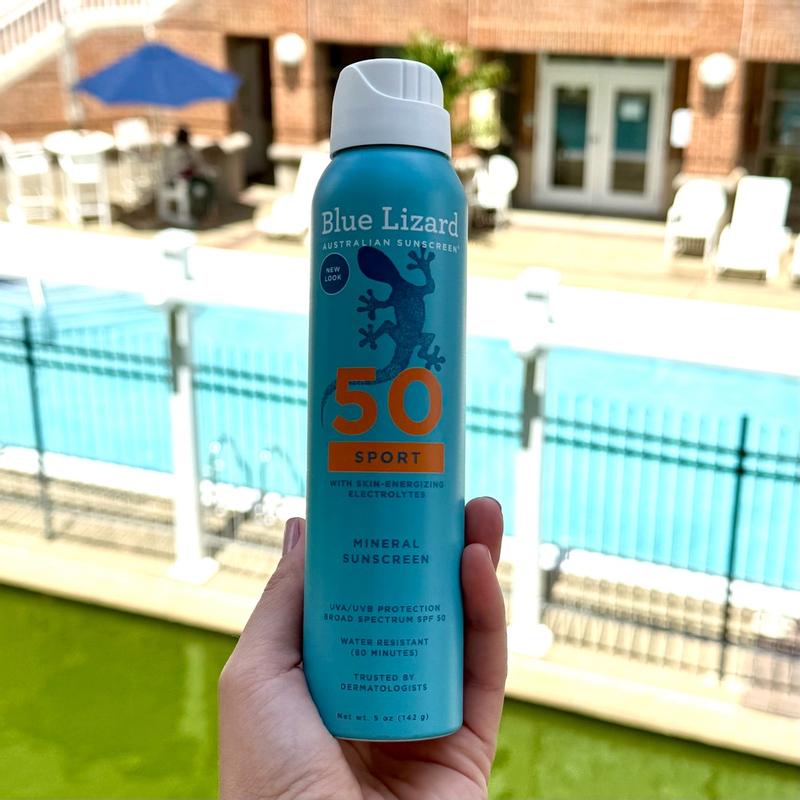 Blue Lizard
AUSTRALIAN SUNSCREEN®
NEW
LOOK
50
SPORT
WITH SKIN-ENERGIZING
ELECTROLYTES
MINERAL
SUNSCREEN
UVA/UVB PROTECTION
BROAD SPECTRUM SPF 50
WATER RESISTANT
(80 MINUTES)
TRUSTED BY
DERMATOLOGISTS
Net wt. 5 oz (142 g)